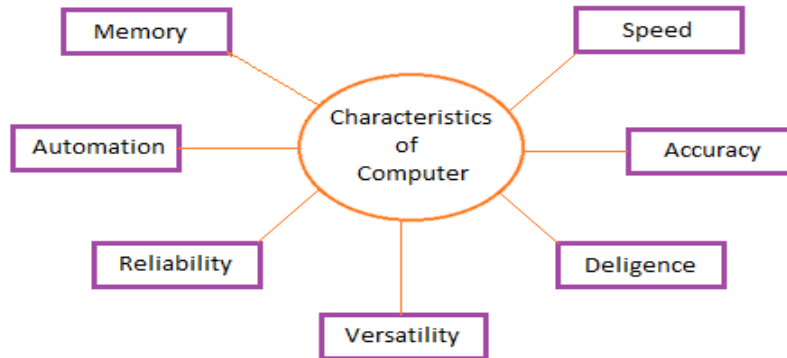 Memory
Speed
Characteristics
of
Computer
Automation
Accuracy
Reliability
Deligence
Versatility